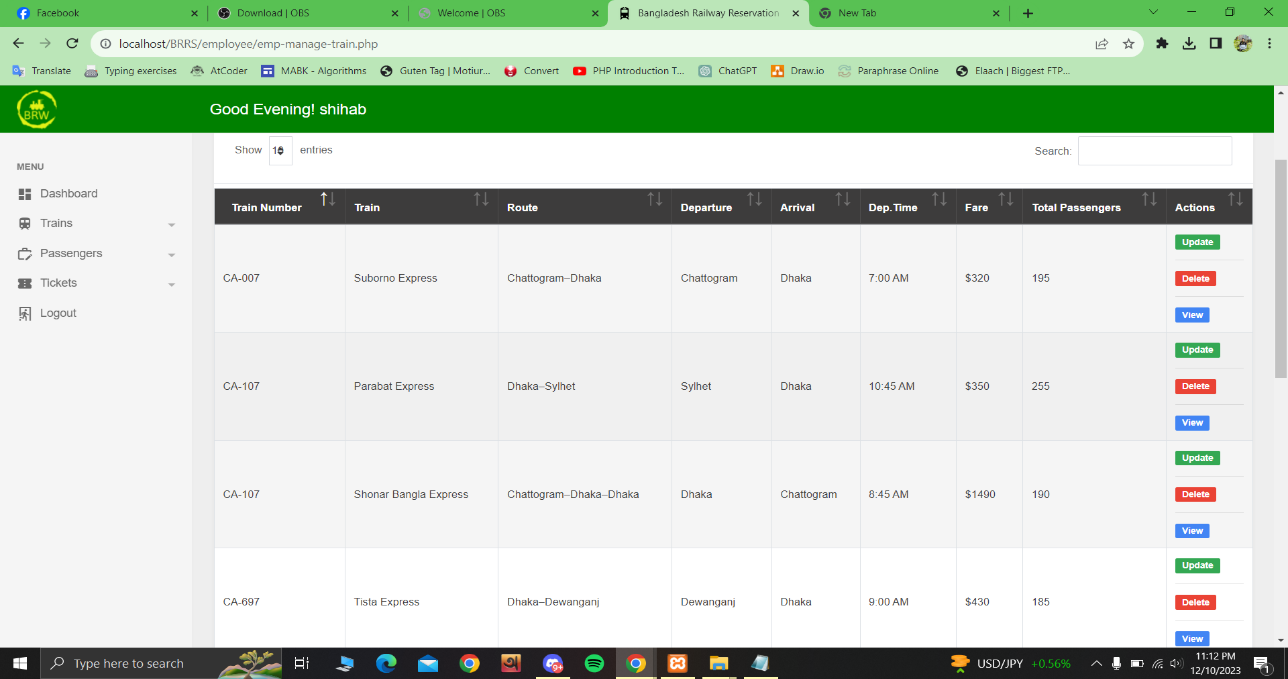 Facebook
Download | OBS
Welcome | OBS
Bangladesh Railway Reservation
New Tab
localhost/BRRS/employee/emp-manage-train.php
Translate
Typing exercises
AtCoder
MABK - Algorithms
Guten Tag | Motiur...
Convert
PHP Introduction T...
ChatGPT
Draw.io
Paraphrase Online
Elaach | Biggest FTP...
BRW
Good Evening! shihab
MENU
Dashboard
Trains
Passengers
Tickets
Logout
Show 10 entries
Search:
Train Number Train Route Departure Arrival Dep.Time Fare Total Passengers Actions
CA-007 Suborno Express Chattogram–Dhaka Chattogram Dhaka 7:00 AM $320 195
Update
Delete
View
CA-107 Parabat Express Dhaka–Sylhet Sylhet Dhaka 10:45 AM $350 255
Update
Delete
View
CA-107 Shonar Bangla Express Chattogram–Dhaka–Dhaka Dhaka Chattogram 8:45 AM $1490 190
Update
Delete
View
CA-697 Tista Express Dhaka–Dewanganj Dewanganj Dhaka 9:00 AM $430 185
Update
Delete
View
Type here to search
USD/JPY +0.56%
11:12 PM
12/10/2023
1